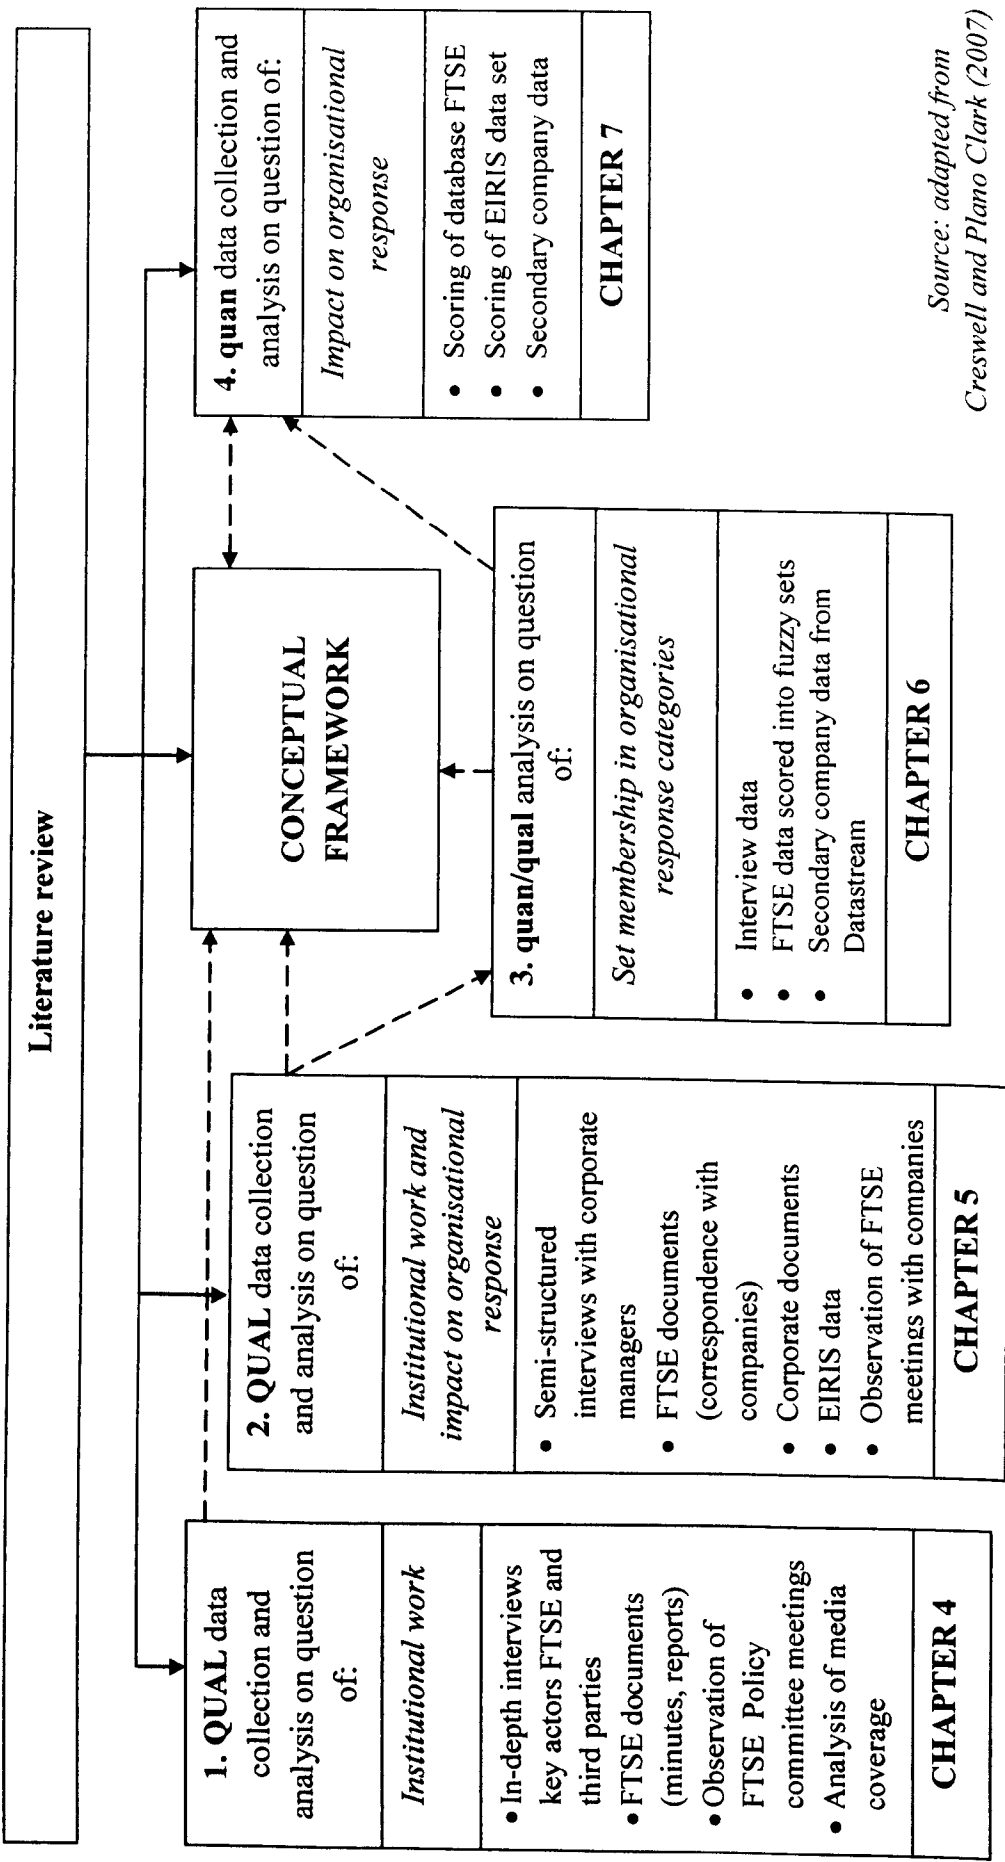 Literature review
1. QUAL data
collection and
analysis on question
of:
Institutional work
• In-depth interviews
key actors FTSE and
third parties
• FTSE documents
(minutes, reports)
• Observation of
FTSE Policy
committee meetings
• Analysis of media
coverage
CHAPTER 4
2. QUAL data collection
and analysis on question
of:
Institutional work and
impact on organisational
response
• Semi-structured
interviews with corporate
managers
• FTSE documents
(correspondence with
companies)
• Corporate documents
• EIRIS data
• Observation of FTSE
meetings with companies
CHAPTER 5
CONCEPTUAL
FRAMEWORK
3. quan/qual analysis on question
of:
Set membership in organisational
response categories
• Interview data
• FTSE data scored into fuzzy sets
• Secondary company data from
Datastream
CHAPTER 6
4. quan data collection and
analysis on question of:
Impact on organisational
response
• Scoring of database FTSE
• Scoring of EIRIS data set
• Secondary company data
CHAPTER 7
Source: adapted from
Creswell and Plano Clark (2007)